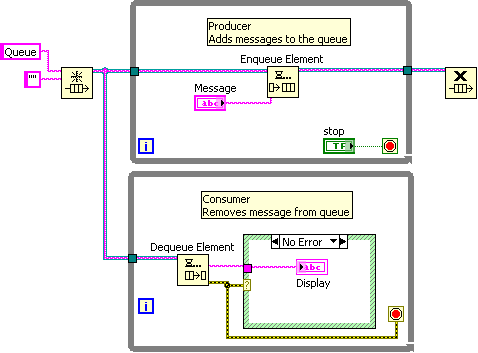 Producer
Adds messages to the queue
Queue
""
Enqueue Element
Message
abc
stop
TF
i
Consumer
Removes message from queue
Dequeue Element
No Error
abc
Display
?
i